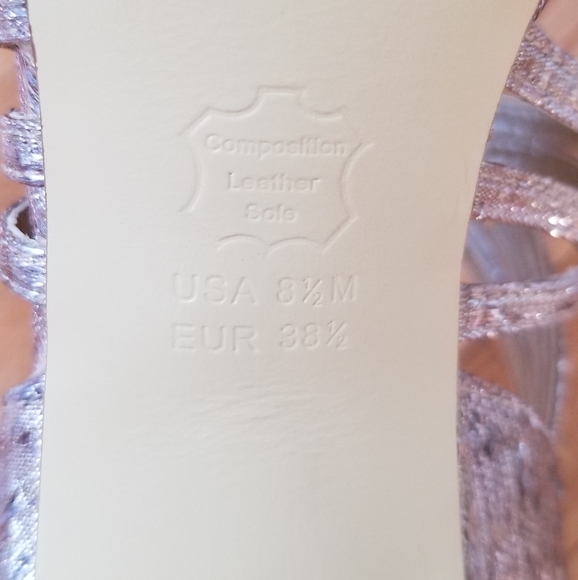 Composition
Leather
Sole
USA 8½M
EUR 38½